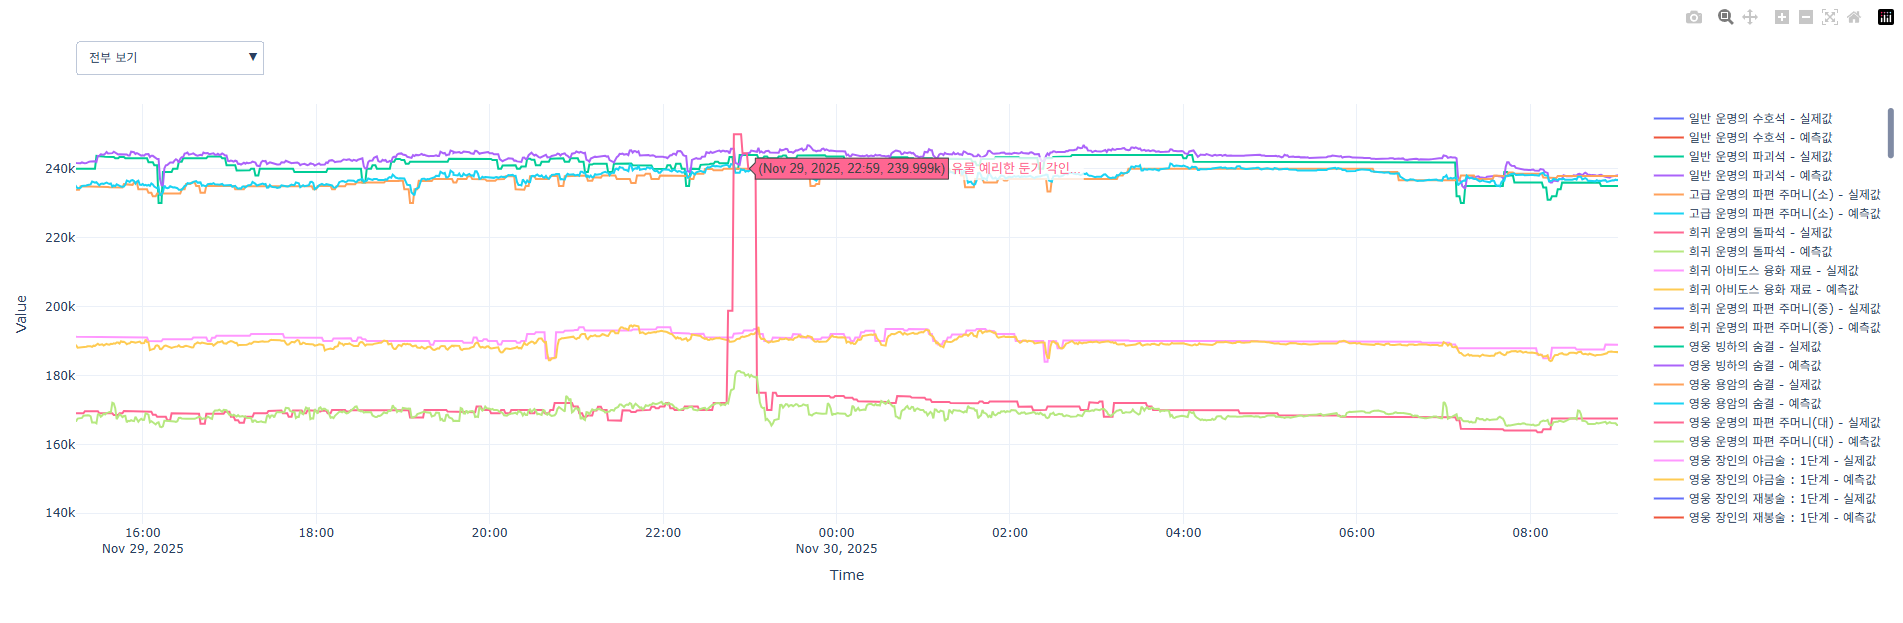 전부 보기 ▼
240k
220k
200k
180k
160k
140k
Value
16:00
Nov 29, 2025
18:00
20:00
22:00
00:00
Nov 30, 2025
02:00
04:00
06:00
08:00
Time
(Nov 29, 2025, 22:59, 239.999k) 유물 예리한 둔기 각인...
일반 운명의 수호석 - 실제값
일반 운명의 수호석 - 예측값
일반 운명의 파괴석 - 실제값
일반 운명의 파괴석 - 예측값
고급 운명의 파편 주머니(소) - 실제값
고급 운명의 파편 주머니(소) - 예측값
희귀 운명의 돌파석 - 실제값
희귀 운명의 돌파석 - 예측값
희귀 아비도스 융화 재료 - 실제값
희귀 아비도스 융화 재료 - 예측값
희귀 운명의 파편 주머니(중) - 실제값
희귀 운명의 파편 주머니(중) - 예측값
영웅 빙하의 숨결 - 실제값
영웅 빙하의 숨결 - 예측값
영웅 용암의 숨결 - 실제값
영웅 용암의 숨결 - 예측값
영웅 운명의 파편 주머니(대) - 실제값
영웅 운명의 파편 주머니(대) - 예측값
영웅 장인의 야금술 : 1단계 - 실제값
영웅 장인의 야금술 : 1단계 - 예측값
영웅 장인의 재봉술 : 1단계 - 실제값
영웅 장인의 재봉술 : 1단계 - 예측값